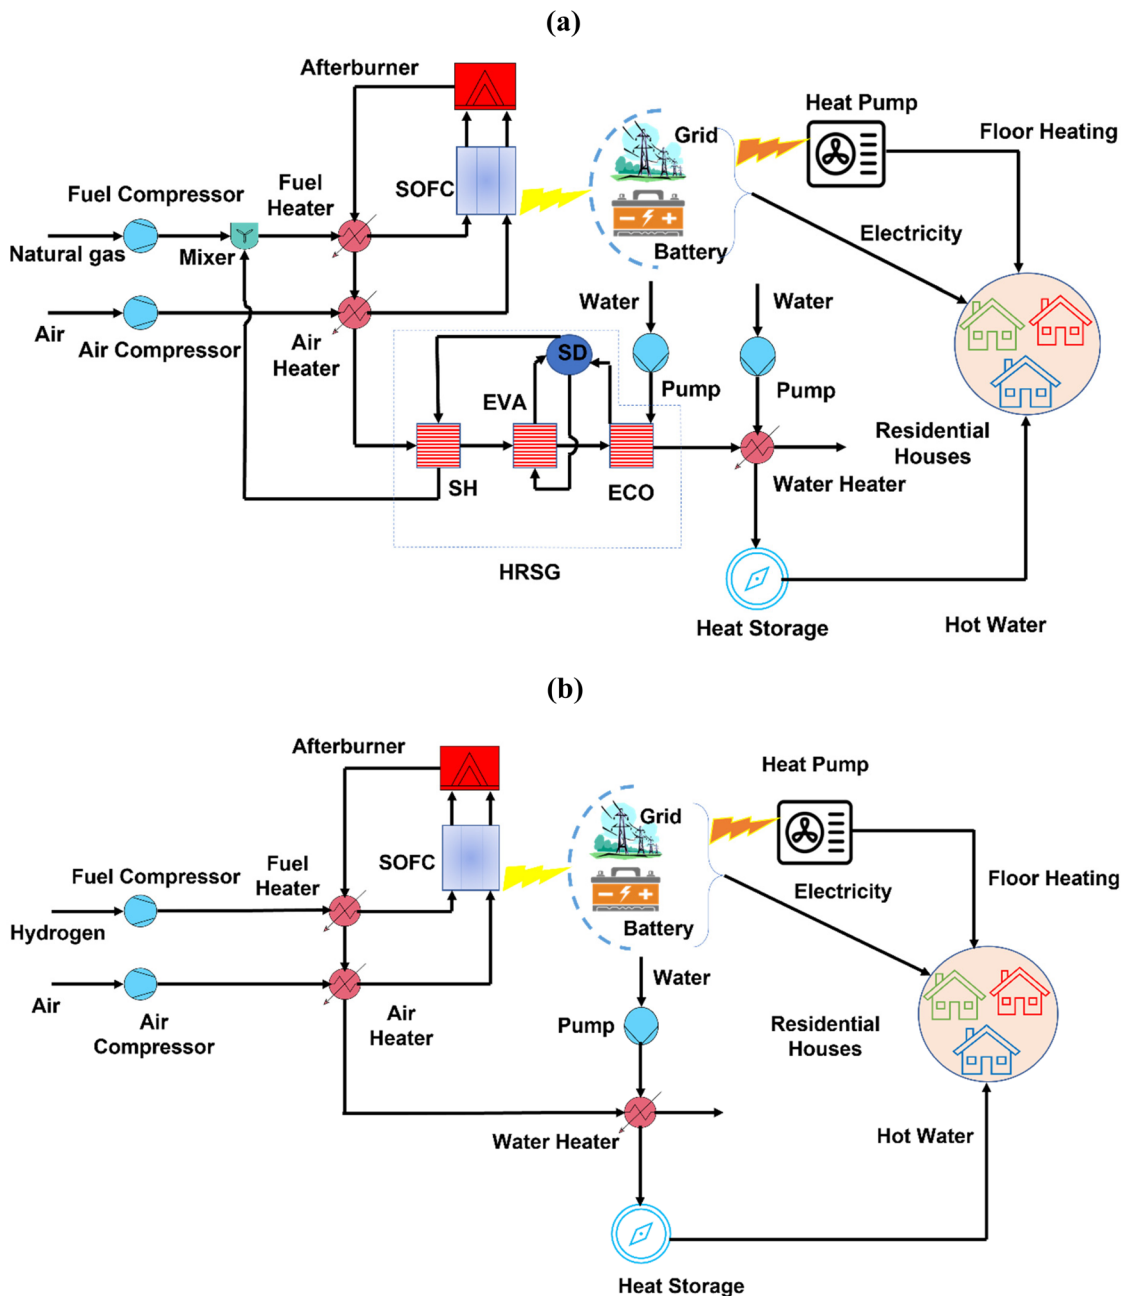 (a)
Afterburner
Heat Pump
Grid
Floor Heating
Fuel Compressor
Fuel
Heater
SOFC
Natural gas
Mixer
Battery
Electricity
Air
Air Compressor
Air
Heater
Water
Water
SD
Pump
Pump
EVA
Residential
Houses
SH
ECO
Water Heater
HRSG
Heat Storage
Hot Water
(b)
Afterburner
Heat Pump
Grid
Fuel Compressor
Fuel
Heater
SOFC
Electricity
Floor Heating
Hydrogen
Battery
Air
Air
Compressor
Air
Heater
Water
Pump
Residential
Houses
Water Heater
Hot Water
Heat Storage